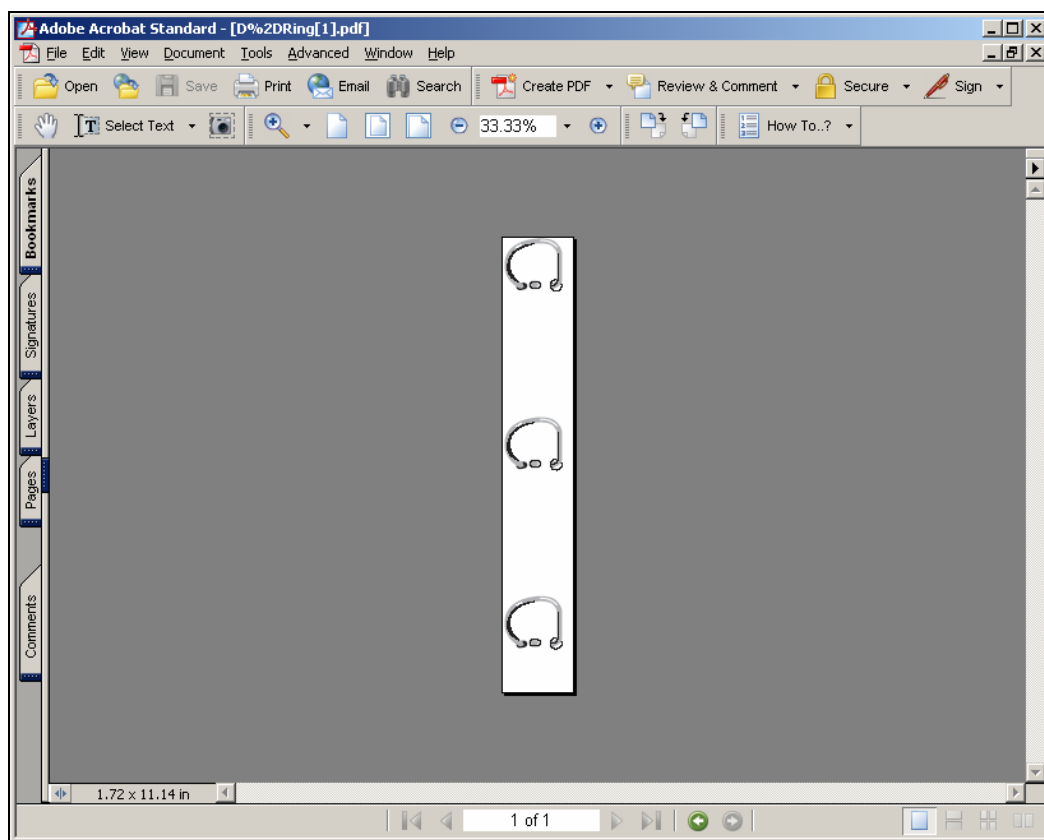 Adobe Acrobat Standard - [D%2DRing[1].pdf]
File Edit View Document Tools Advanced Window Help
Open Save Print Email Search Create PDF Review & Comment Secure Sign
Select Text 33.33% How To..?
Bookmarks
Signatures
Layers
Pages
Comments
1.72 x 11.14 in
1 of 1